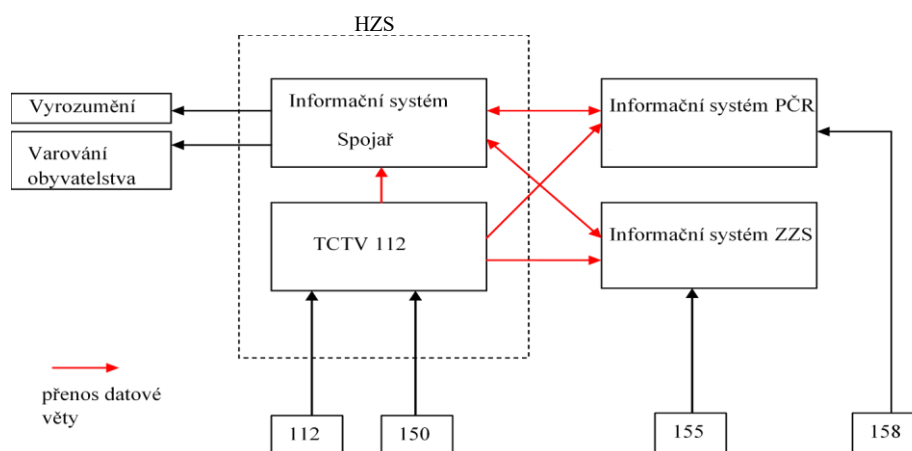 HZS
Vyrozumění
Varování
obyvatelstva
Informační systém
Spojař
TCTV 112
Informační systém PČR
Informační systém ZZS
přenos datové
věty
112
150
155
158